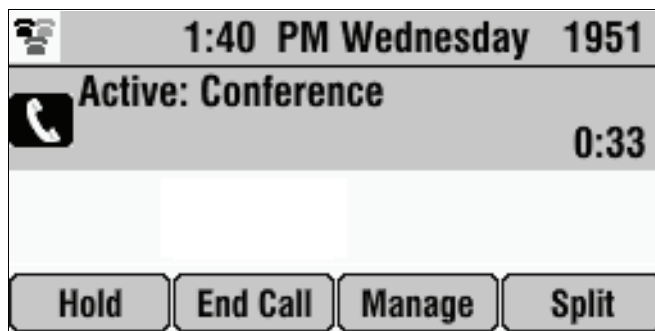 1:40 PM Wednesday 1951
Active: Conference
0:33
Hold End Call Manage Split